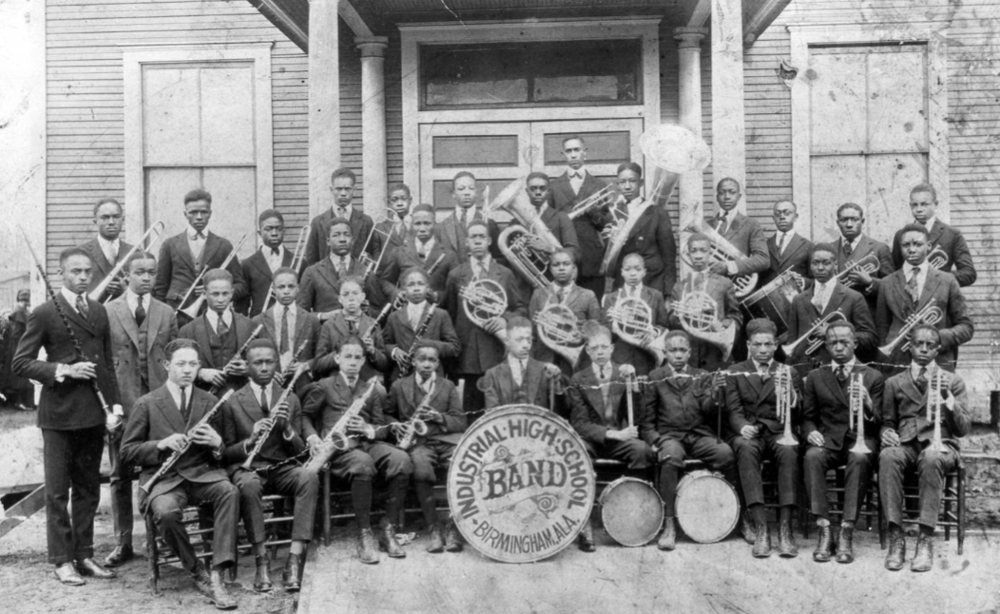 INDUSTRIAL-HIGH-SCHOOL
BAND
BIRMINGHAM, ALA.